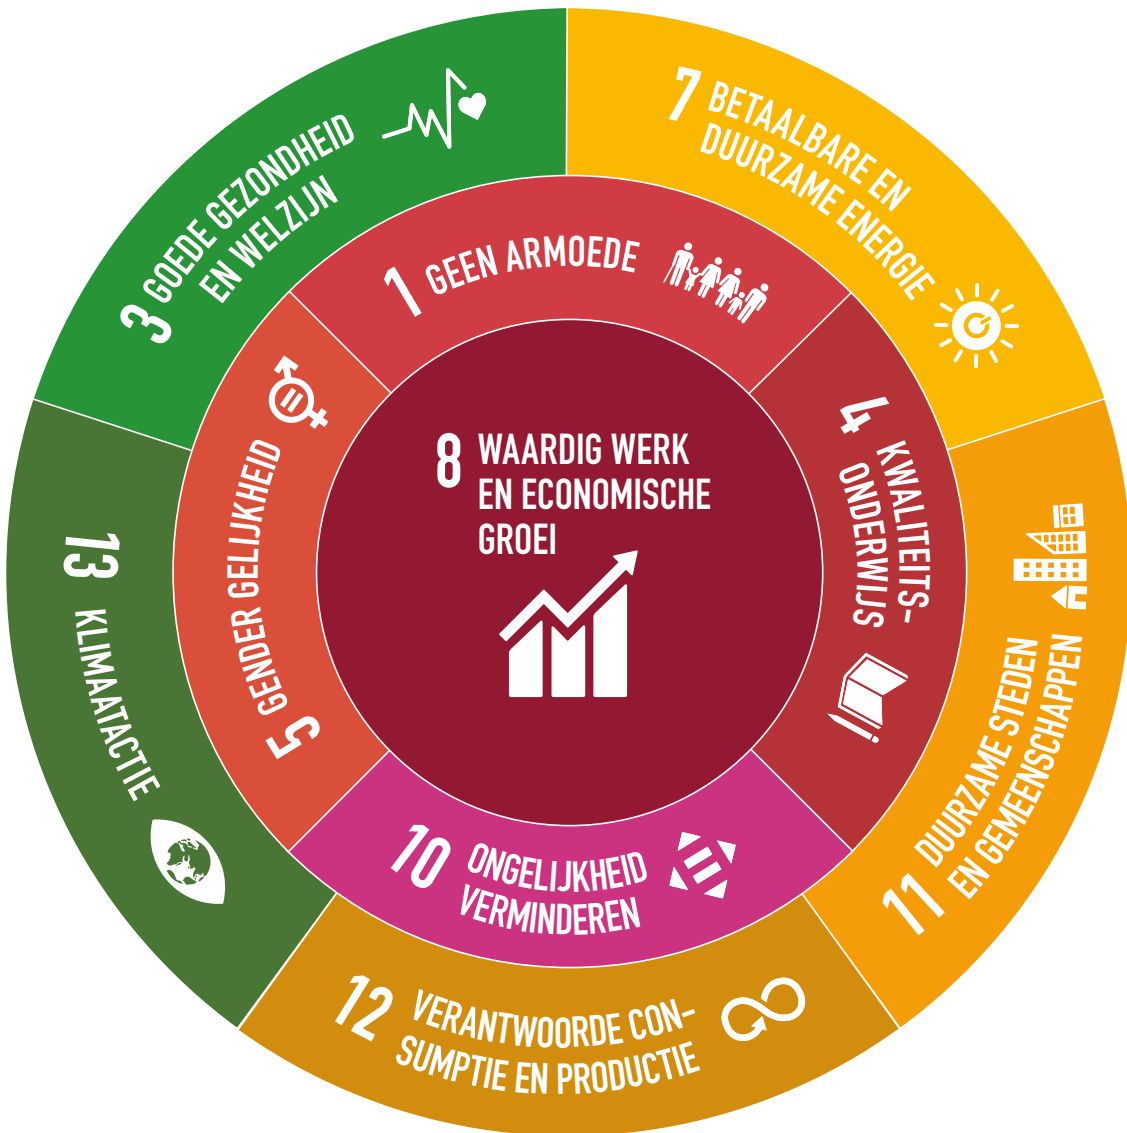 3 GOEDE GEZONDHEID
EN WELZIJN
7 BETAALBARE EN
DUURZAME ENERGIE
1 GEEN ARMOEDE
4 KWALITEITS-
ONDERWIJS
5 GENDER GELIJKHEID
8 WAARDIG WERK
EN ECONOMISCHE
GROEI
13 KLIMAATACTIE
11 DUURZAME STEDEN
EN GEMEENSCHAPPEN
10 ONGELIJKHEID
VERMINDEREN
12 VERANTWOORDE CON-
SUMPTIE EN PRODUCTIE